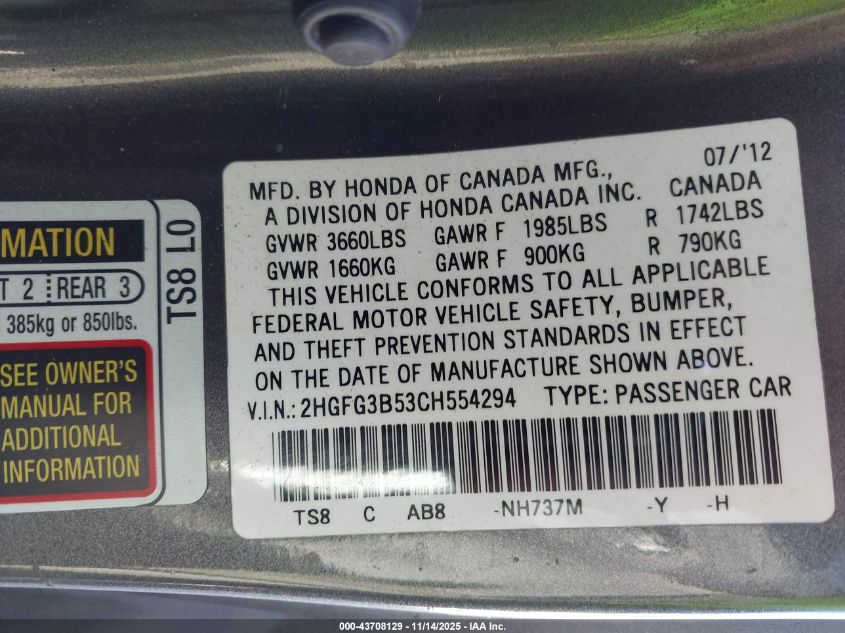 MATION
T 2 REAR 3
385kg or 850lbs.
SEE OWNER'S
MANUAL FOR
ADDITIONAL
INFORMATION
TS8 L0
07/'12
MFD. BY HONDA OF CANADA MFG.,
A DIVISION OF HONDA CANADA INC. CANADA
GVWR 3660LBS GAWR F 1985LBS R 1742LBS
GVWR 1660KG GAWR F 900KG R 790KG
THIS VEHICLE CONFORMS TO ALL APPLICABLE
FEDERAL MOTOR VEHICLE SAFETY, BUMPER,
AND THEFT PREVENTION STANDARDS IN EFFECT
ON THE DATE OF MANUFACTURE SHOWN ABOVE.
V.I.N.: 2HGFG3B53CH554294 TYPE: PASSENGER CAR
TS8 C AB8 -NH737M -Y -H
000-43708129 - 11/14/2025 - IAA Inc.